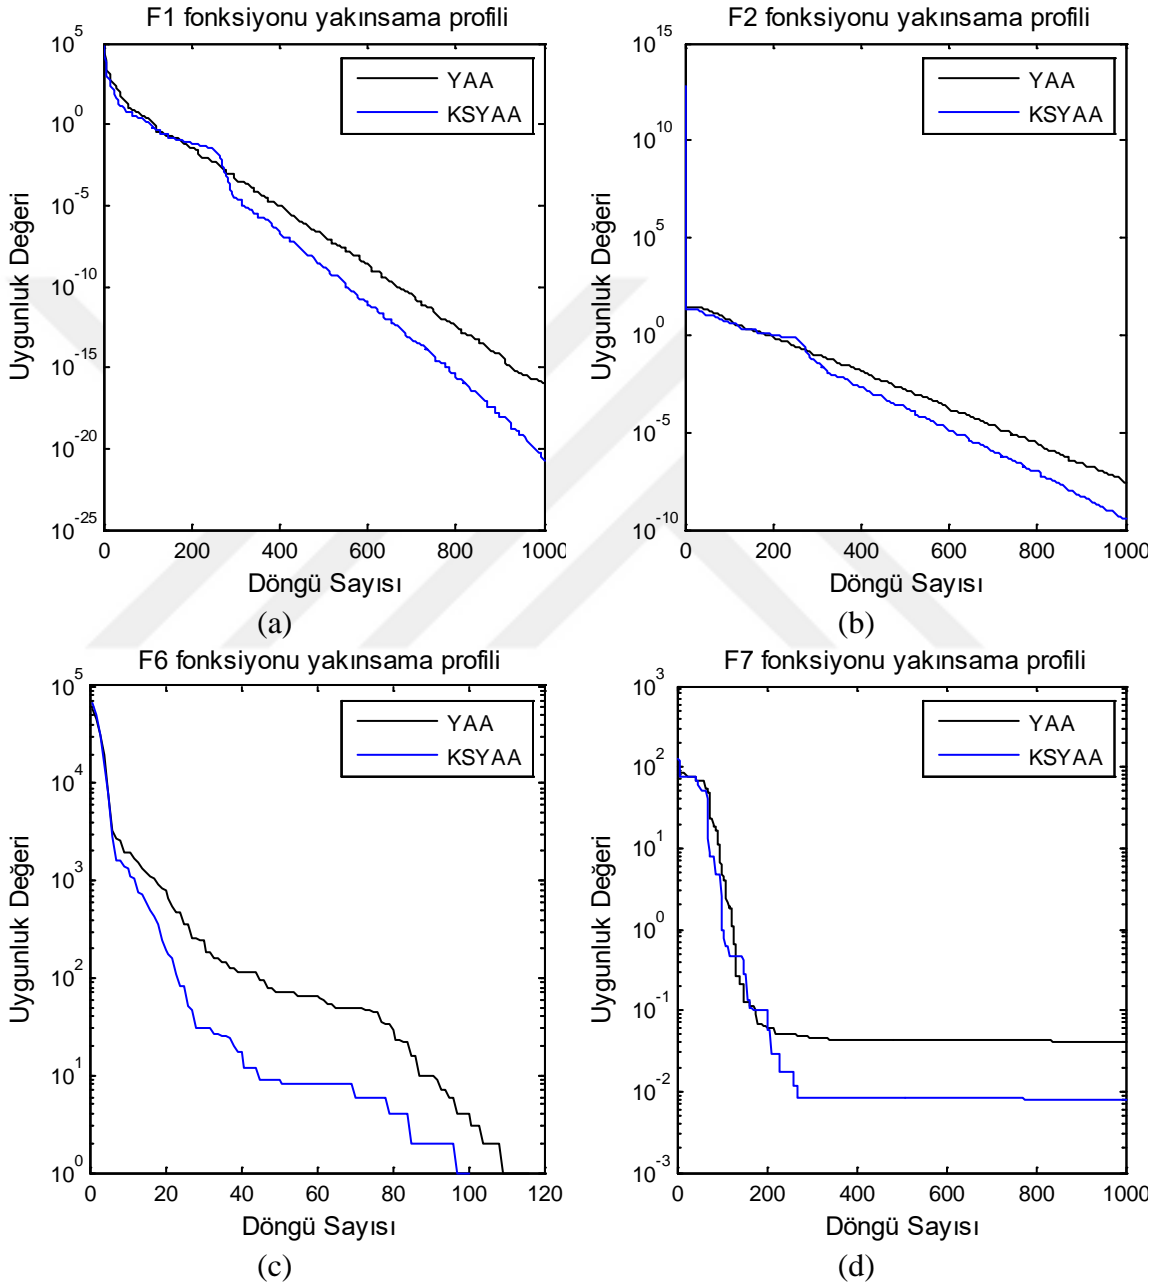 F1 fonksiyonu yakınsama profili
10^5
10^0
10^-5
10^-10
10^-15
10^-20
10^-25
Uygunluk Değeri
YAA
KSYAA
0 200 400 600 800 1000
Döngü Sayısı
(a)
F2 fonksiyonu yakınsama profili
10^15
10^10
10^5
10^0
10^-5
10^-10
Uygunluk Değeri
YAA
KSYAA
0 200 400 600 800 1000
Döngü Sayısı
(b)
F6 fonksiyonu yakınsama profili
10^5
10^4
10^3
10^2
10^1
10^0
Uygunluk Değeri
YAA
KSYAA
0 20 40 60 80 100 120
Döngü Sayısı
(c)
F7 fonksiyonu yakınsama profili
10^3
10^2
10^1
10^0
10^-1
10^-2
10^-3
Uygunluk Değeri
YAA
KSYAA
0 200 400 600 800 1000
Döngü Sayısı
(d)